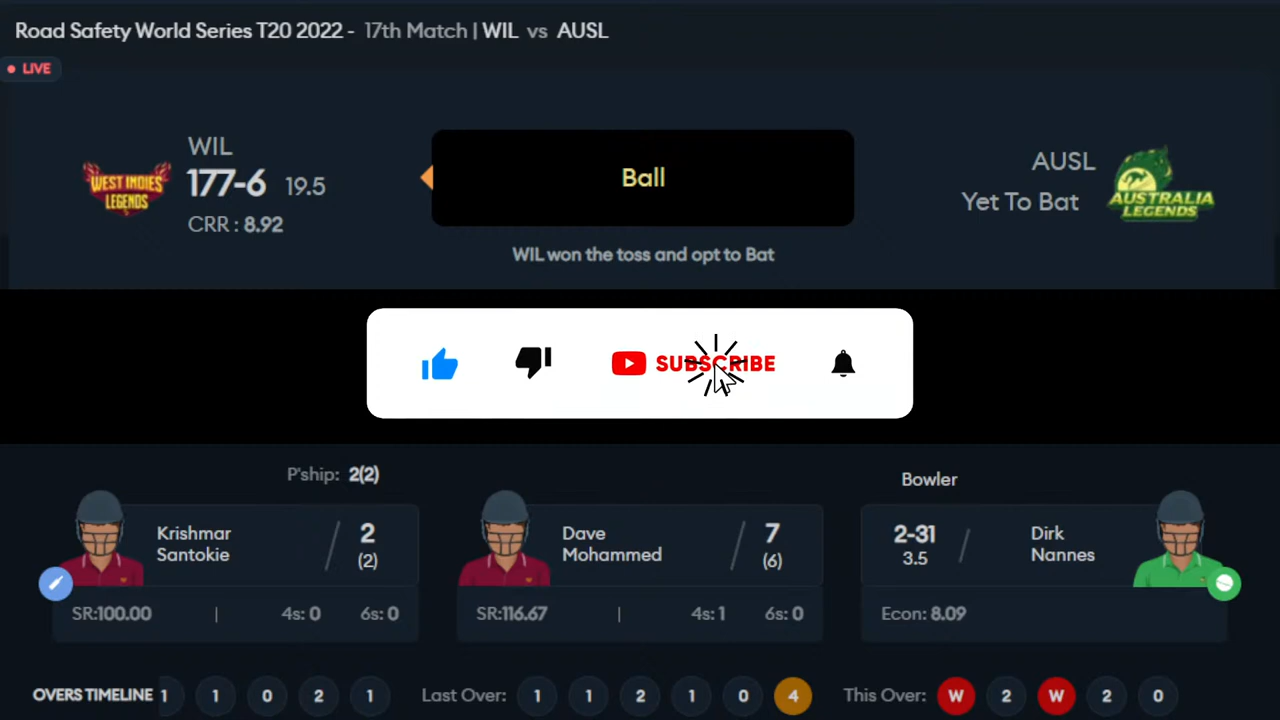 Road Safety World Series T20 2022 - 17th Match | WIL vs AUSL
LIVE
WIL
177-6 19.5
CRR : 8.92
WEST INDIES
LEGENDS
Ball
AUSL
Yet To Bat
AUSTRALIA
LEGENDS
WIL won the toss and opt to Bat
SUBSCRIBE
P'ship: 2(2)
Bowler
Krishmar
Santokie
2
(2)
Dave
Mohammed
7
(6)
2-31
3.5
Dirk
Nannes
SR:100.00 | 4s: 0 6s: 0
SR:116.67 | 4s: 1 6s: 0
Econ: 8.09
OVERS TIMELINE 1 1 0 2 1 Last Over: 1 1 2 1 0 4 This Over: W 2 W 2 0